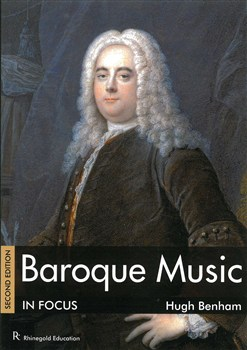 SECOND EDITION
Baroque Music
IN FOCUS
Hugh Benham
R Rhinegold Education